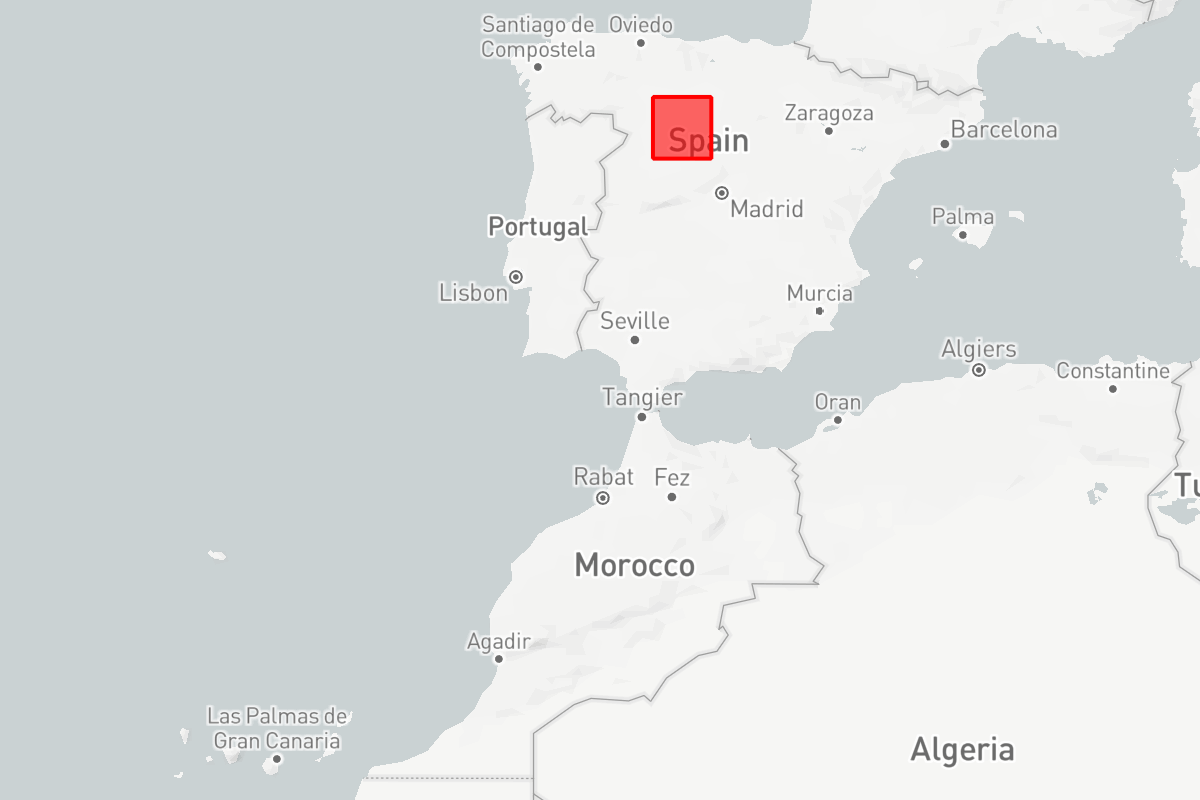 Santiago de
Compostela
Oviedo
Zaragoza
Barcelona
Spain
Madrid
Palma
Portugal
Lisbon
Murcia
Seville
Algiers
Constantine
Tangier
Oran
Rabat
Fez
Tu
Morocco
Agadir
Las Palmas de
Gran Canaria
Algeria